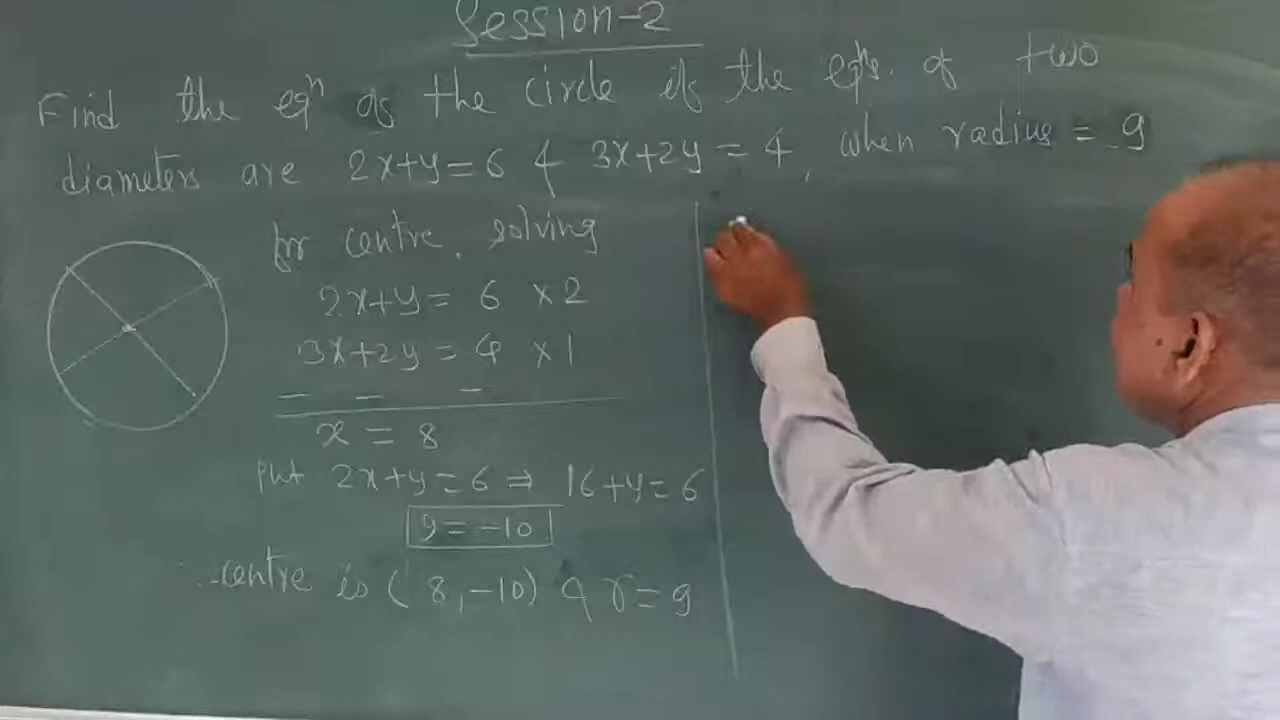 Session-2
Find the eqn of the circle if the eqns. of two
diameters are 2x+y=6 & 3x+2y=4, when radius = 9
for centre, solving
2x+y= 6 ×2
3x+2y = 4 ×1
— — —
x = 8
put 2x+y=6 ⇒ 16+y=6
y=-10
∴ centre is (8,-10) & r=9